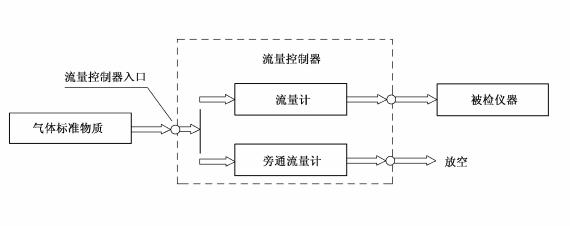 流量控制器
流量控制器入口
流量计
被检仪器
气体标准物质
旁通流量计
放空